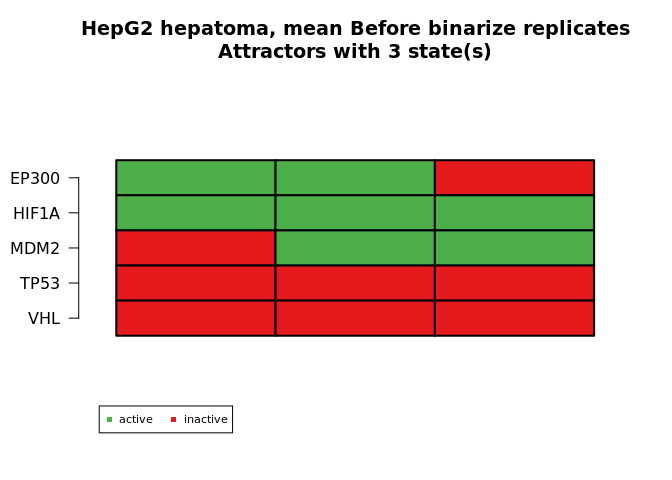 HepG2 hepatoma, mean Before binarize replicates
Attractors with 3 state(s)
EP300
HIF1A
MDM2
TP53
VHL
active inactive